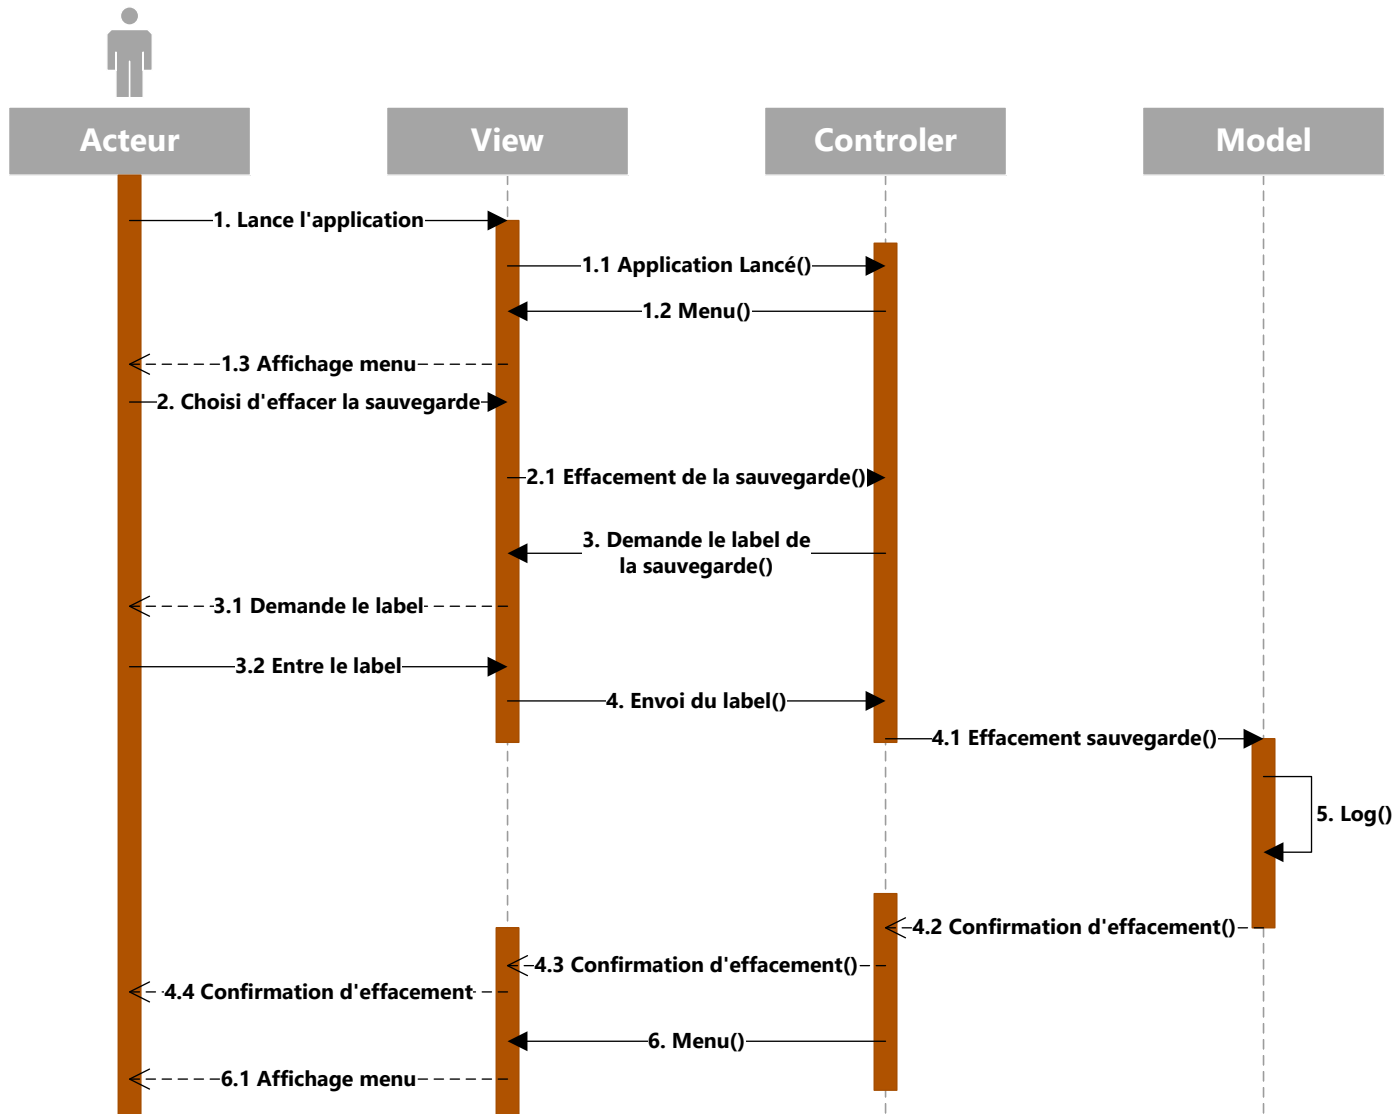 Acteur
View
Controler
Model
1. Lance l'application
1.1 Application Lancé()
1.2 Menu()
1.3 Affichage menu
2. Choisi d'effacer la sauvegarde
2.1 Effacement de la sauvegarde()
3. Demande le label de
la sauvegarde()
3.1 Demande le label
3.2 Entre le label
4. Envoi du label()
4.1 Effacement sauvegarde()
5. Log()
4.2 Confirmation d'effacement()
4.3 Confirmation d'effacement()
4.4 Confirmation d'effacement
6. Menu()
6.1 Affichage menu